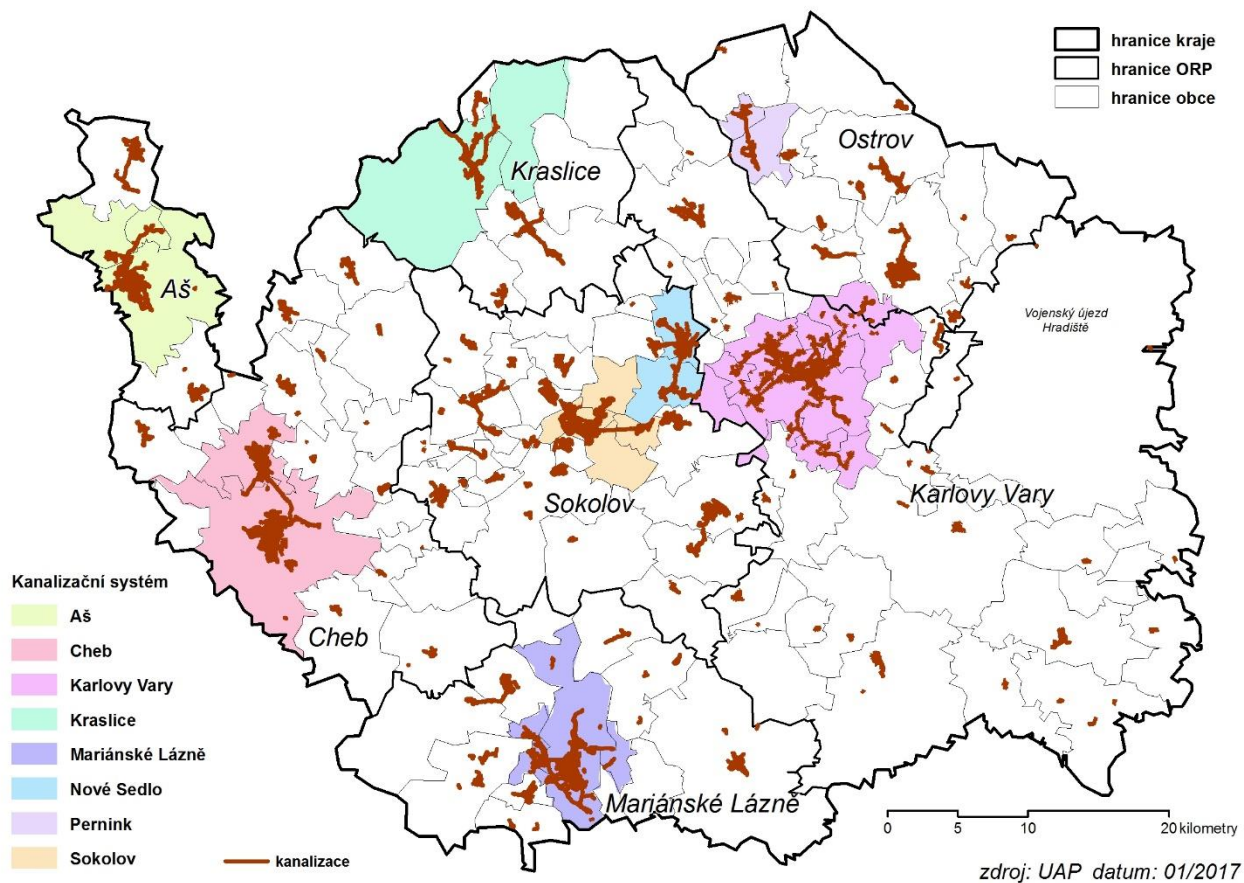 hranice kraje
hranice ORP
hranice obce
Ostrov
Kraslice
Aš
Vojenský újezd
Hradiště
Sokolov
Karlovy Vary
Cheb
Mariánské Lázně
Kanalizační systém
Aš
Cheb
Karlovy Vary
Kraslice
Mariánské Lázně
Nové Sedlo
Pernink
Sokolov
kanalizace
0 5 10 20 kilometry
zdroj: UAP datum: 01/2017